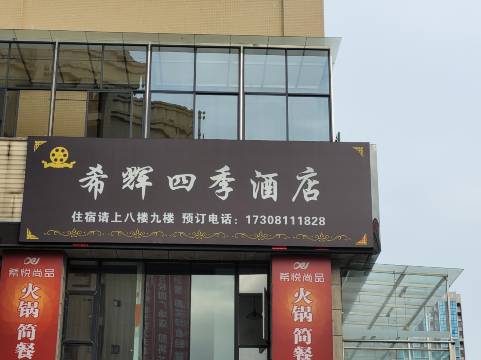 希辉四季酒店
住宿请上八楼九楼 预订电话：17308111828
希悦尚品
火锅 简餐
希悦尚品
火锅 简餐